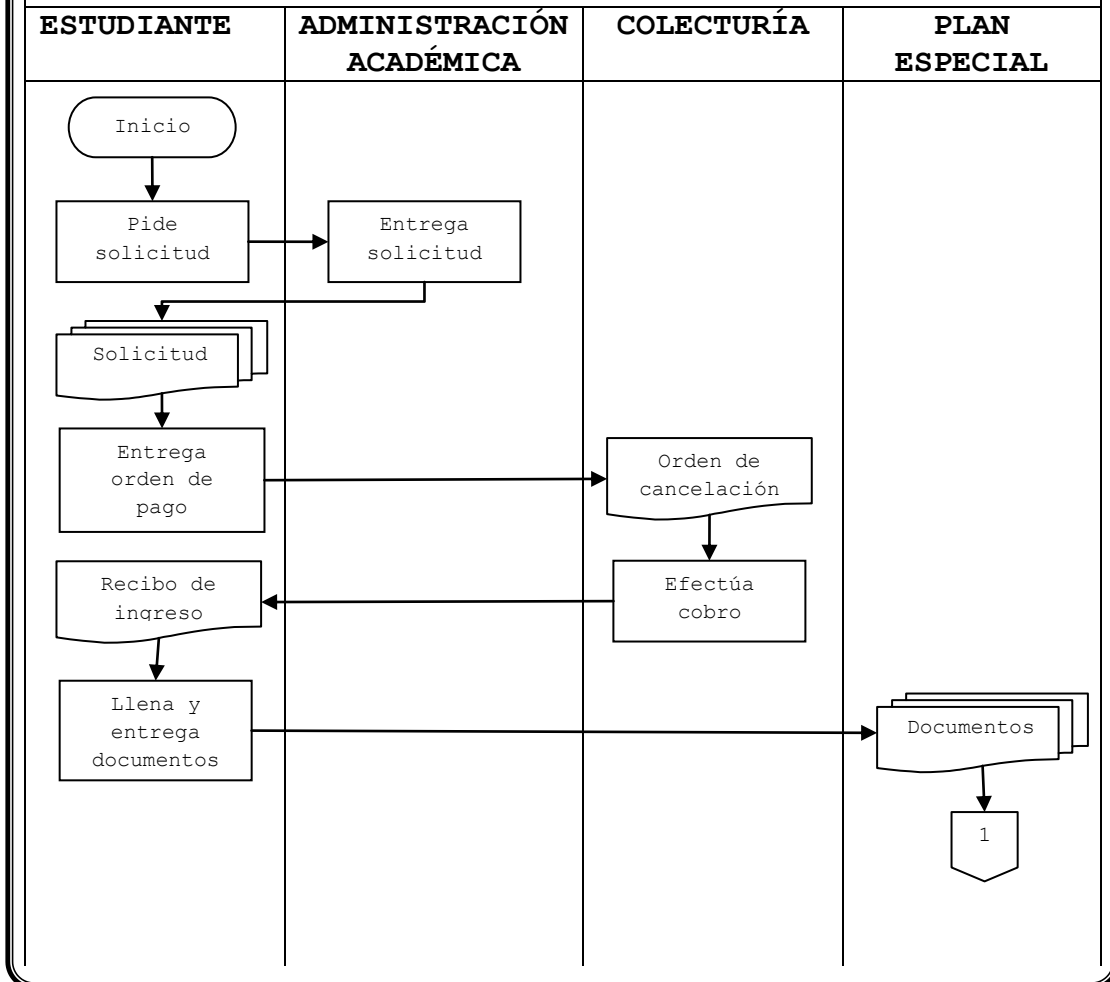 ESTUDIANTE
ADMINISTRACIÓN
ACADÉMICA
COLECTURÍA
PLAN
ESPECIAL
Inicio
Pide
solicitud
Entrega
solicitud
Solicitud
Entrega
orden de
pago
Orden de
cancelación
Efectúa
cobro
Recibo de
ingreso
Llena y
entrega
documentos
Documentos
1